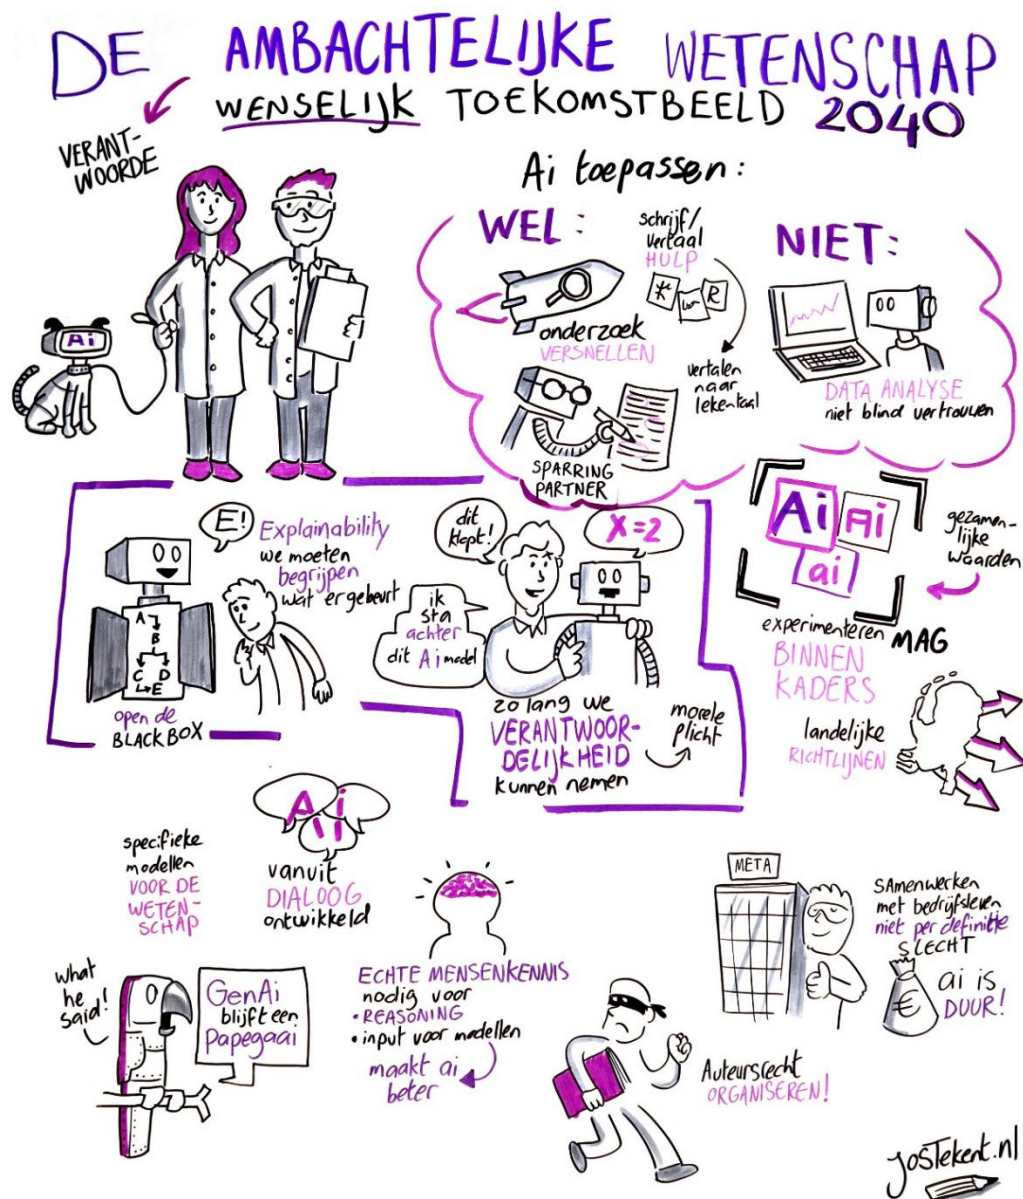 DE AMBACHTELIJKE WETENSCHAP
WENSELIJK TOEKOMSTBEELD 2040
VERANT-
WOORDE
Ai
Ai toepassen:
WEL:
onderzoek
VERSNELLEN
schrijf/
vertaal
HULP
vertalen
naar
lekentaal
SPARRING
PARTNER
NIET:
DATA ANALYSE
niet blind vertrouwen
E!
Explainability
we moeten
begrijpen
wat er gebeurt
A
B
C D
E
open de
BLACKBOX
dit
klopt!
X=2
ik
sta
achter
dit Ai model
zo lang we
VERANTWOOR-
DELIJKHEID
kunnen nemen
morele
plicht
Ai Ai
ai
gezamen-
lijke
waarden
experimenteren MAG
BINNEN
KADERS
landelijke
RICHTLIJNEN
specifieke
modellen
VOOR DE
WETEN-
SCHAP
Ai
vanuit
DIALOOG
ontwikkeld
what
he
said!
GenAi
blijft een
Papegaai
ECHTE MENSENKENNIS
nodig voor
• REASONING
• input voor modellen
maakt ai
beter
META
SAmenwerken
met bedrijfsleven
niet per definitie
SLECHT
€
ai is
DUUR!
Auteursrecht
ORGANISEREN!
josTekent.nl